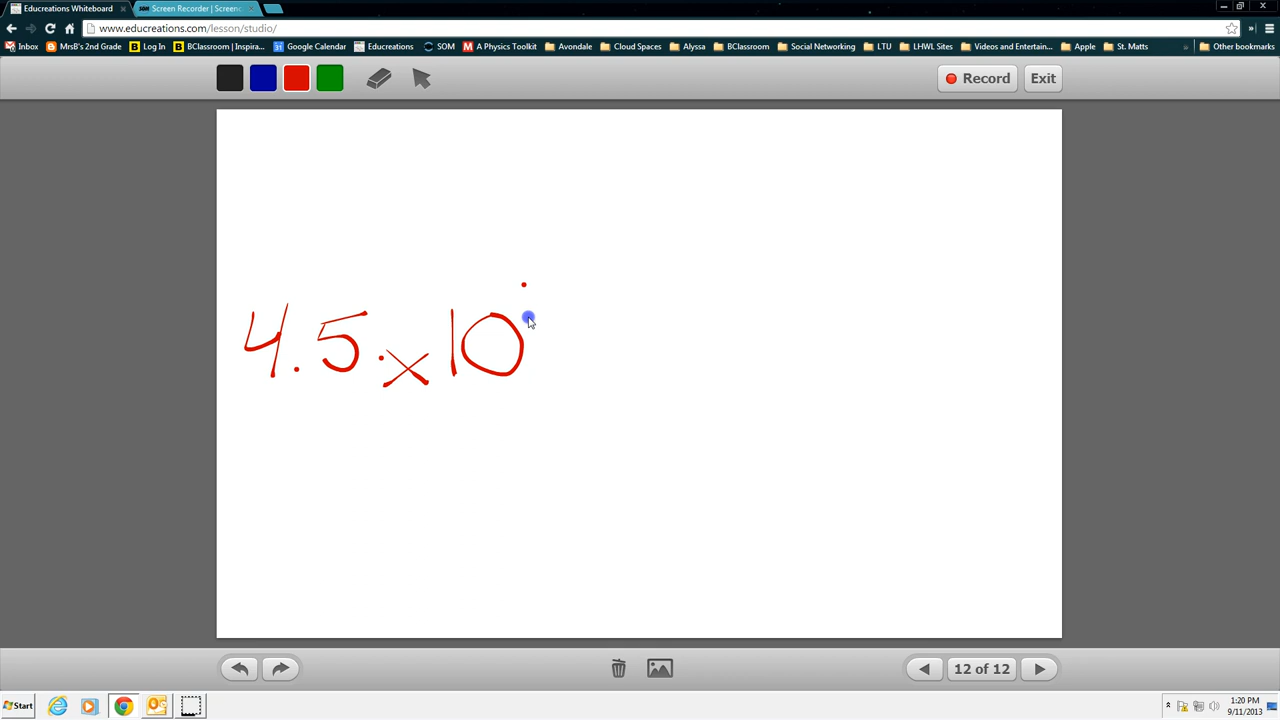 Educreations Whiteboard
Screen Recorder | Screenc
www.educreations.com/lesson/studio/
Inbox MrsB's 2nd Grade Log In BClassroom | Inspira... Google Calendar Educreations SOM A Physics Toolkit Avondale Cloud Spaces Alyssa BClassroom Social Networking LTU LHWL Sites Videos and Entertain... Apple St. Matts » Other bookmarks
Record Exit
4.5 . x 10
12 of 12
Start
1:20 PM
9/11/2013